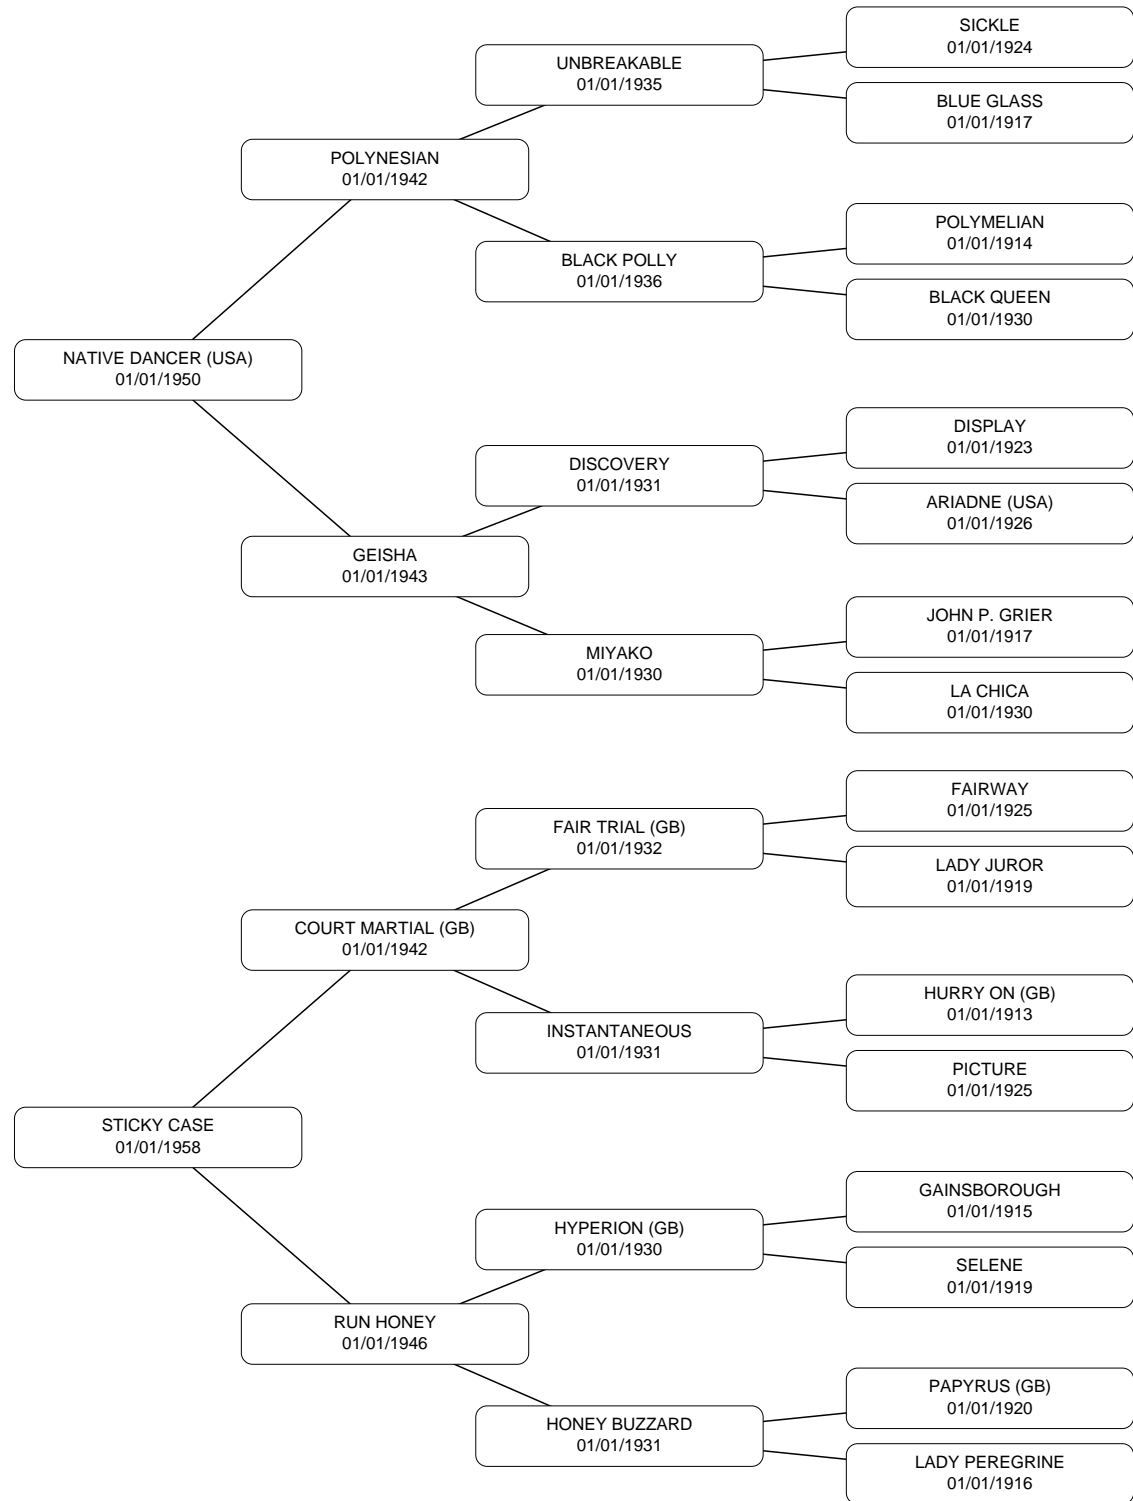 SICKLE
01/01/1924
UNBREAKABLE
01/01/1935
BLUE GLASS
01/01/1917
POLYNESIAN
01/01/1942
POLYMELIAN
01/01/1914
BLACK POLLY
01/01/1936
BLACK QUEEN
01/01/1930
NATIVE DANCER (USA)
01/01/1950
DISPLAY
01/01/1923
DISCOVERY
01/01/1931
ARIADNE (USA)
01/01/1926
GEISHA
01/01/1943
JOHN P. GRIER
01/01/1917
MIYAKO
01/01/1930
LA CHICA
01/01/1930
FAIRWAY
01/01/1925
FAIR TRIAL (GB)
01/01/1932
LADY JUROR
01/01/1919
COURT MARTIAL (GB)
01/01/1942
HURRY ON (GB)
01/01/1913
INSTANTANEOUS
01/01/1931
PICTURE
01/01/1925
STICKY CASE
01/01/1958
GAINSBOROUGH
01/01/1915
HYPERION (GB)
01/01/1930
SELENE
01/01/1919
RUN HONEY
01/01/1946
PAPYRUS (GB)
01/01/1920
HONEY BUZZARD
01/01/1931
LADY PEREGRINE
01/01/1916